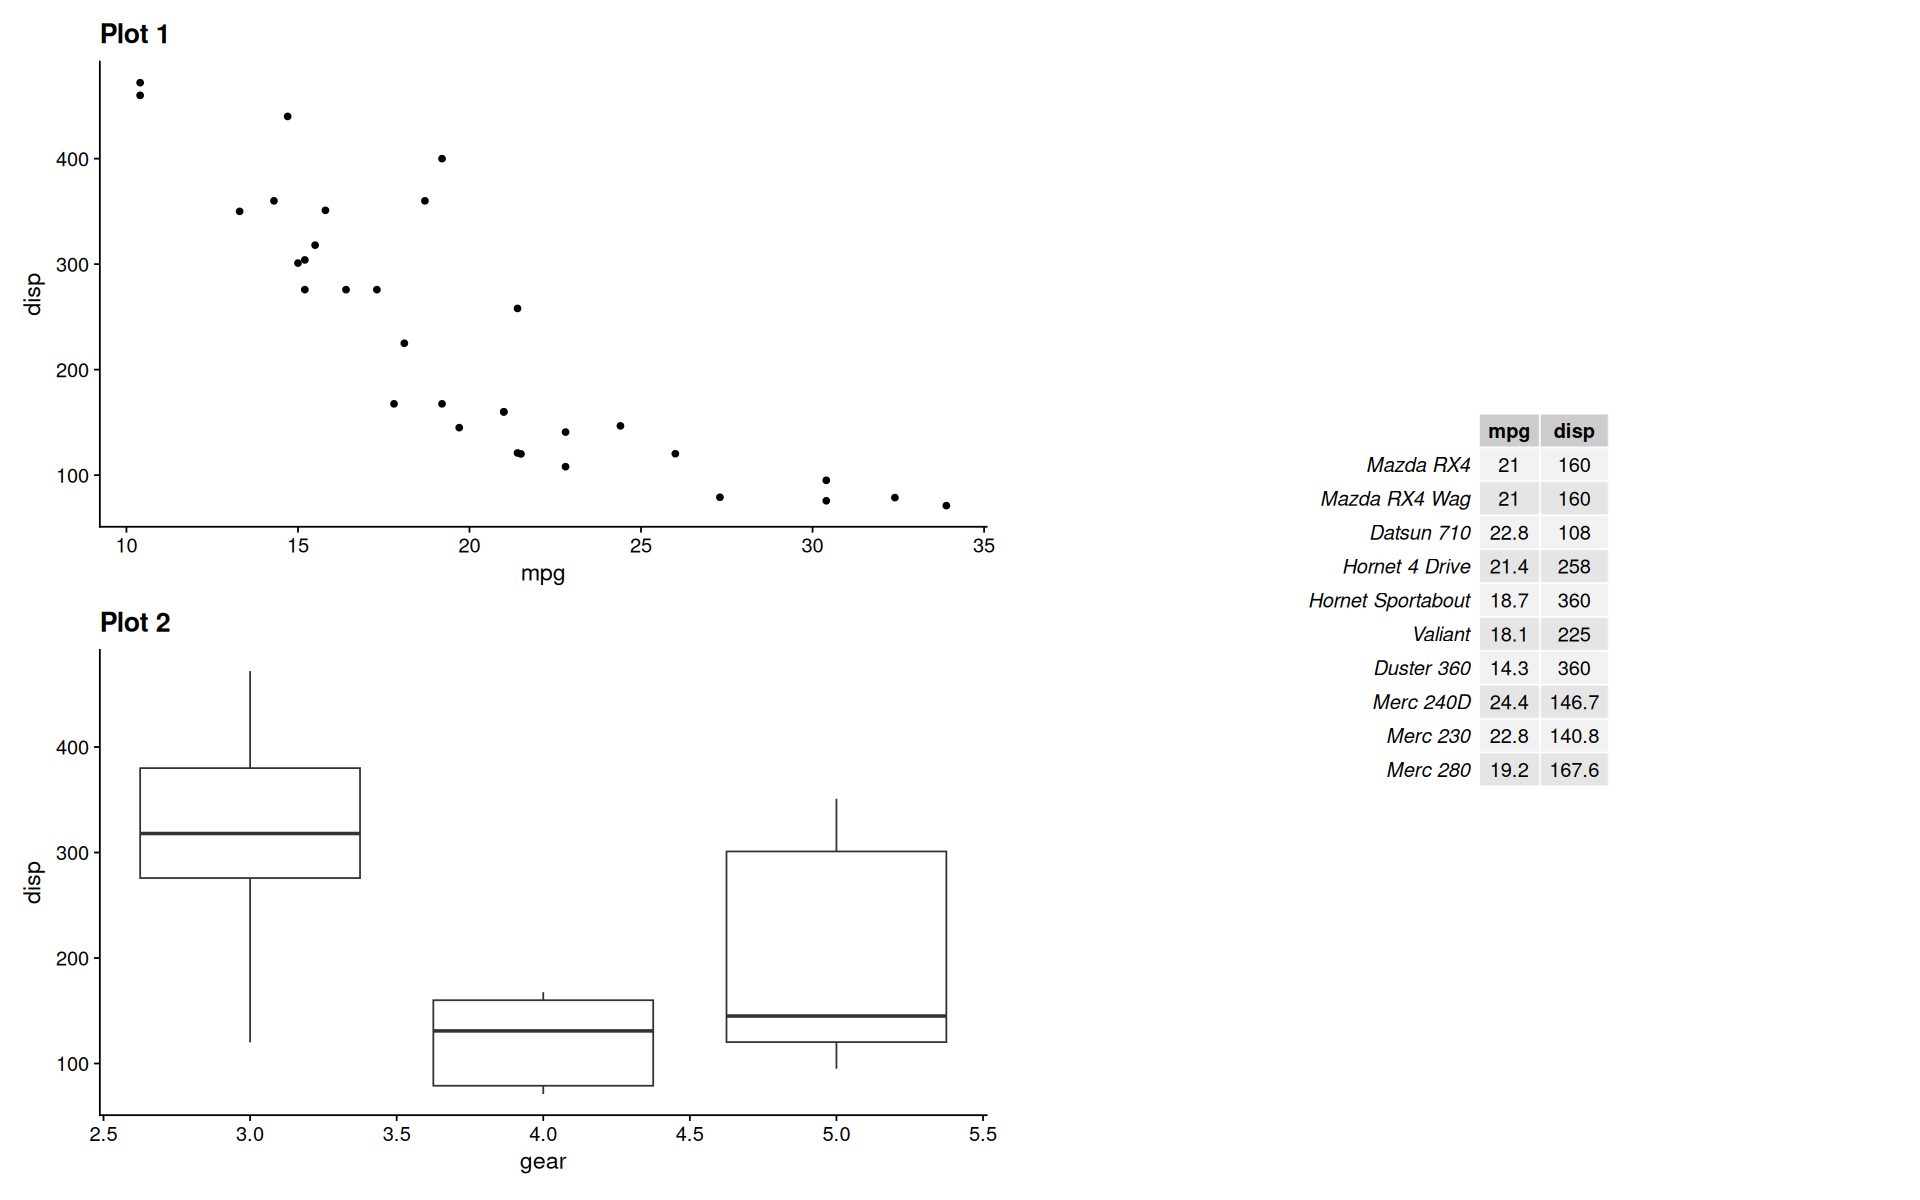 Plot 1
400
300
200
100
disp
10 15 20 25 30 35
mpg
Plot 2
400
300
200
100
disp
2.5 3.0 3.5 4.0 4.5 5.0 5.5
gear
mpg disp
Mazda RX4 21 160
Mazda RX4 Wag 21 160
Datsun 710 22.8 108
Hornet 4 Drive 21.4 258
Hornet Sportabout 18.7 360
Valiant 18.1 225
Duster 360 14.3 360
Merc 240D 24.4 146.7
Merc 230 22.8 140.8
Merc 280 19.2 167.6